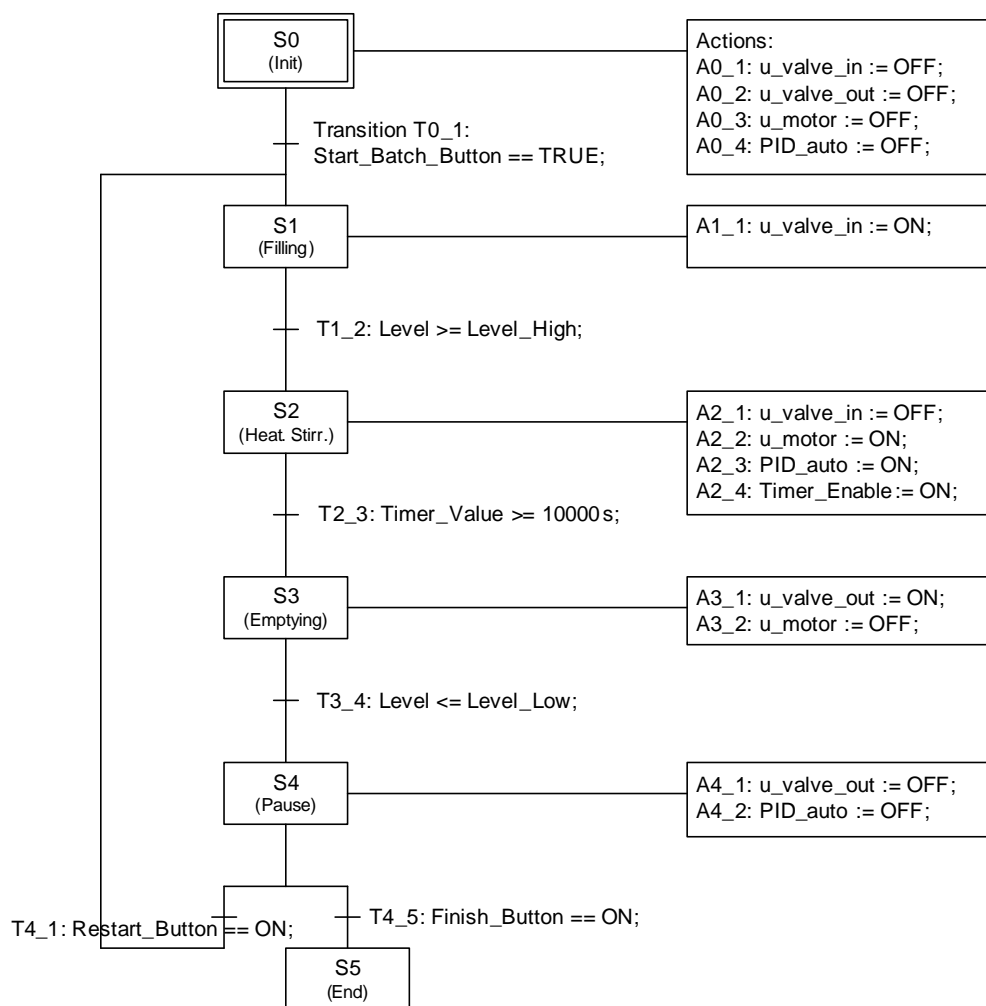 S0
(Init)
Actions:
A0_1: u_valve_in := OFF;
A0_2: u_valve_out := OFF;
A0_3: u_motor := OFF;
A0_4: PID_auto := OFF;
Transition T0_1:
Start_Batch_Button == TRUE;
S1
(Filling)
A1_1: u_valve_in := ON;
T1_2: Level >= Level_High;
S2
(Heat. Stirr.)
A2_1: u_valve_in := OFF;
A2_2: u_motor := ON;
A2_3: PID_auto := ON;
A2_4: Timer_Enable := ON;
T2_3: Timer_Value >= 10000 s;
S3
(Emptying)
A3_1: u_valve_out := ON;
A3_2: u_motor := OFF;
T3_4: Level <= Level_Low;
S4
(Pause)
A4_1: u_valve_out := OFF;
A4_2: PID_auto := OFF;
T4_1: Restart_Button == ON;
T4_5: Finish_Button == ON;
S5
(End)